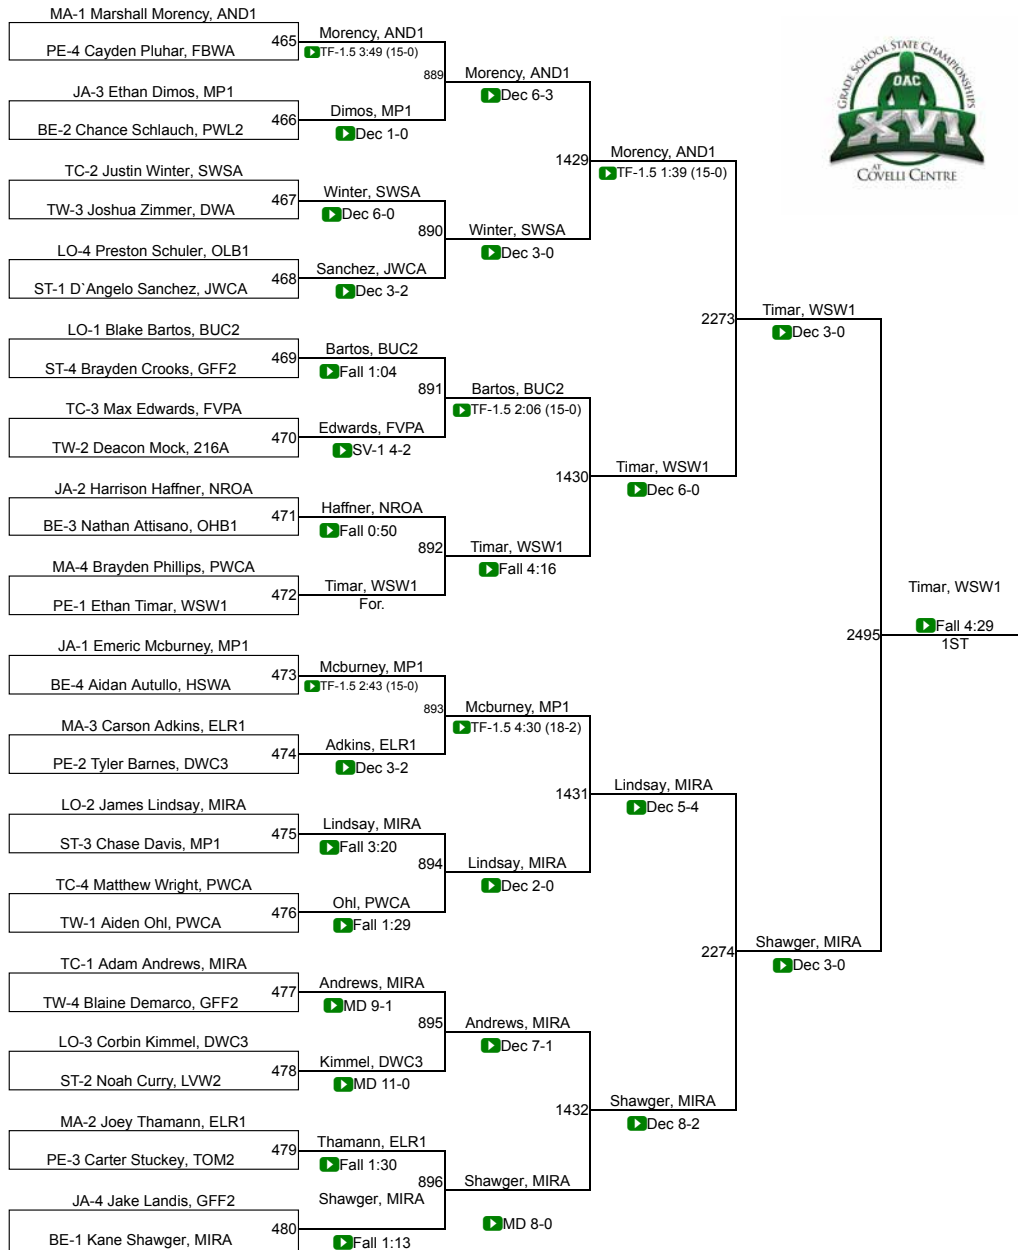 MA-1 Marshall Morency, AND1
465
PE-4 Cayden Pluhar, FBWA
JA-3 Ethan Dimos, MP1
466
BE-2 Chance Schlauch, PWL2
TC-2 Justin Winter, SWSA
467
TW-3 Joshua Zimmer, DWA
LO-4 Preston Schuler, OLB1
468
ST-1 D`Angelo Sanchez, JWCA
LO-1 Blake Bartos, BUC2
469
ST-4 Brayden Crooks, GFF2
TC-3 Max Edwards, FVPA
470
TW-2 Deacon Mock, 216A
JA-2 Harrison Haffner, NROA
471
BE-3 Nathan Attisano, OHB1
MA-4 Brayden Phillips, PWCA
472
PE-1 Ethan Timar, WSW1
JA-1 Emeric Mcburney, MP1
473
BE-4 Aidan Autullo, HSWA
MA-3 Carson Adkins, ELR1
474
PE-2 Tyler Barnes, DWC3
LO-2 James Lindsay, MIRA
475
ST-3 Chase Davis, MP1
TC-4 Matthew Wright, PWCA
476
TW-1 Aiden Ohl, PWCA
TC-1 Adam Andrews, MIRA
477
TW-4 Blaine Demarco, GFF2
LO-3 Corbin Kimmel, DWC3
478
ST-2 Noah Curry, LVW2
MA-2 Joey Thamann, ELR1
479
PE-3 Carter Stuckey, TOM2
JA-4 Jake Landis, GFF2
480
BE-1 Kane Shawger, MIRA
Morency, AND1
TF-1.5 3:49 (15-0)
889
Dimos, MP1
Dec 1-0
Winter, SWSA
Dec 6-0
890
Sanchez, JWCA
Dec 3-2
Bartos, BUC2
Fall 1:04
891
Edwards, FVPA
SV-1 4-2
Haffner, NROA
Fall 0:50
892
Timar, WSW1
For.
Mcburney, MP1
TF-1.5 2:43 (15-0)
893
Adkins, ELR1
Dec 3-2
Lindsay, MIRA
Fall 3:20
894
Ohl, PWCA
Fall 1:29
Andrews, MIRA
MD 9-1
895
Kimmel, DWC3
MD 11-0
Thamann, ELR1
Fall 1:30
896
Shawger, MIRA
Fall 1:13
Morency, AND1
Dec 6-3
1429
Winter, SWSA
Dec 3-0
Bartos, BUC2
TF-1.5 2:06 (15-0)
1430
Timar, WSW1
Fall 4:16
Mcburney, MP1
TF-1.5 4:30 (18-2)
1431
Lindsay, MIRA
Dec 2-0
Andrews, MIRA
Dec 7-1
1432
Shawger, MIRA
MD 8-0
Morency, AND1
TF-1.5 1:39 (15-0)
2273
Timar, WSW1
Dec 6-0
Lindsay, MIRA
Dec 5-4
2274
Shawger, MIRA
Dec 8-2
Timar, WSW1
Dec 3-0
2495
Shawger, MIRA
Dec 3-0
Timar, WSW1
Fall 4:29
1ST
GRADE SCHOOL STATE CHAMPIONSHIPS
OAC
XVI
AT
COVELLI CENTRE